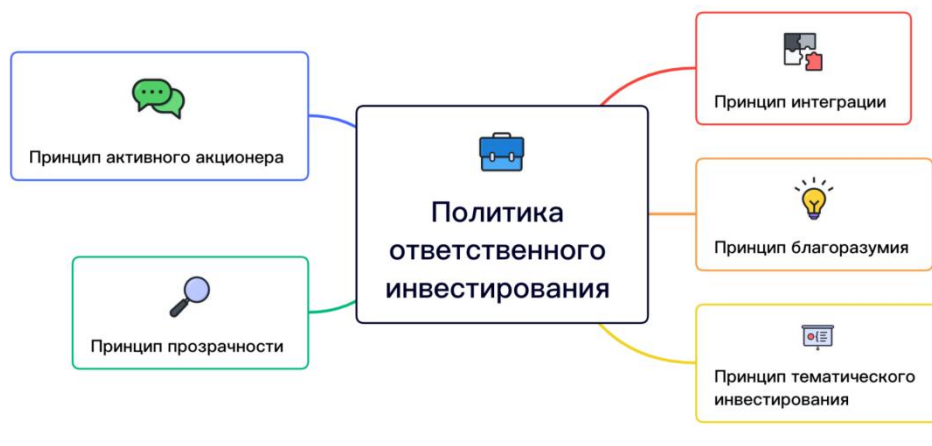 Принцип активного акционера
Принцип прозрачности
Политика
ответственного
инвестирования
Принцип интеграции
Принцип благоразумия
Принцип тематического
инвестирования